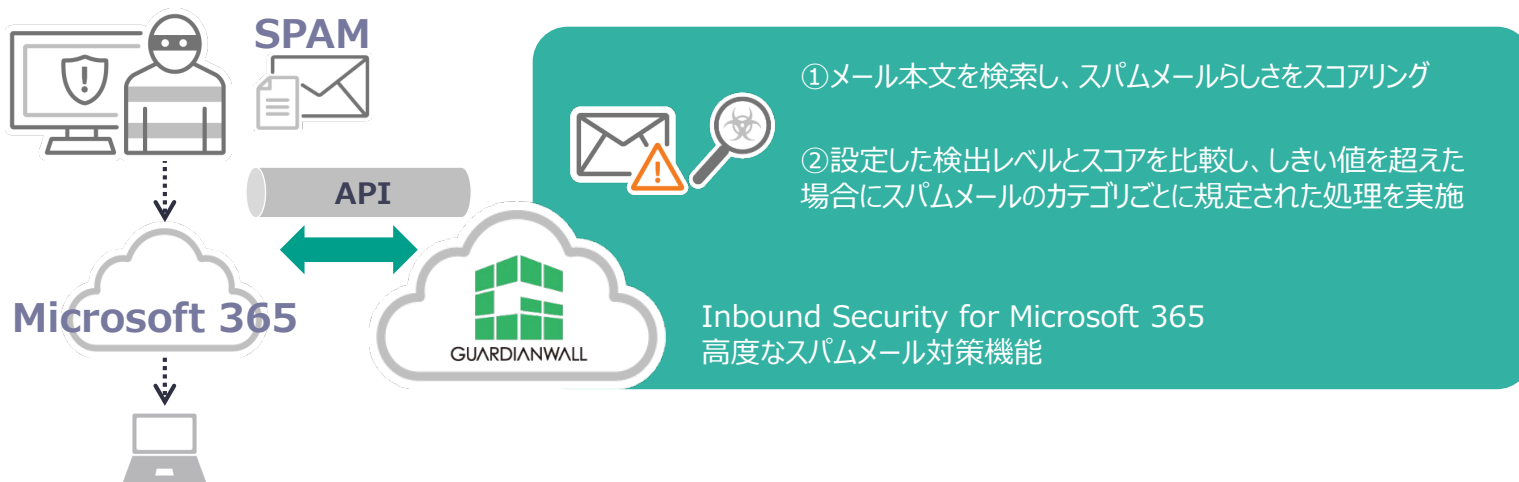 SPAM
①メール本文を検索し、スパムメールらしさをスコアリング
②設定した検出レベルとスコアを比較し、しきい値を超えた
場合にスパムメールのカテゴリごとに規定された処理を実施
API
Microsoft 365
GUARDIANWALL
Inbound Security for Microsoft 365
高度なスパムメール対策機能